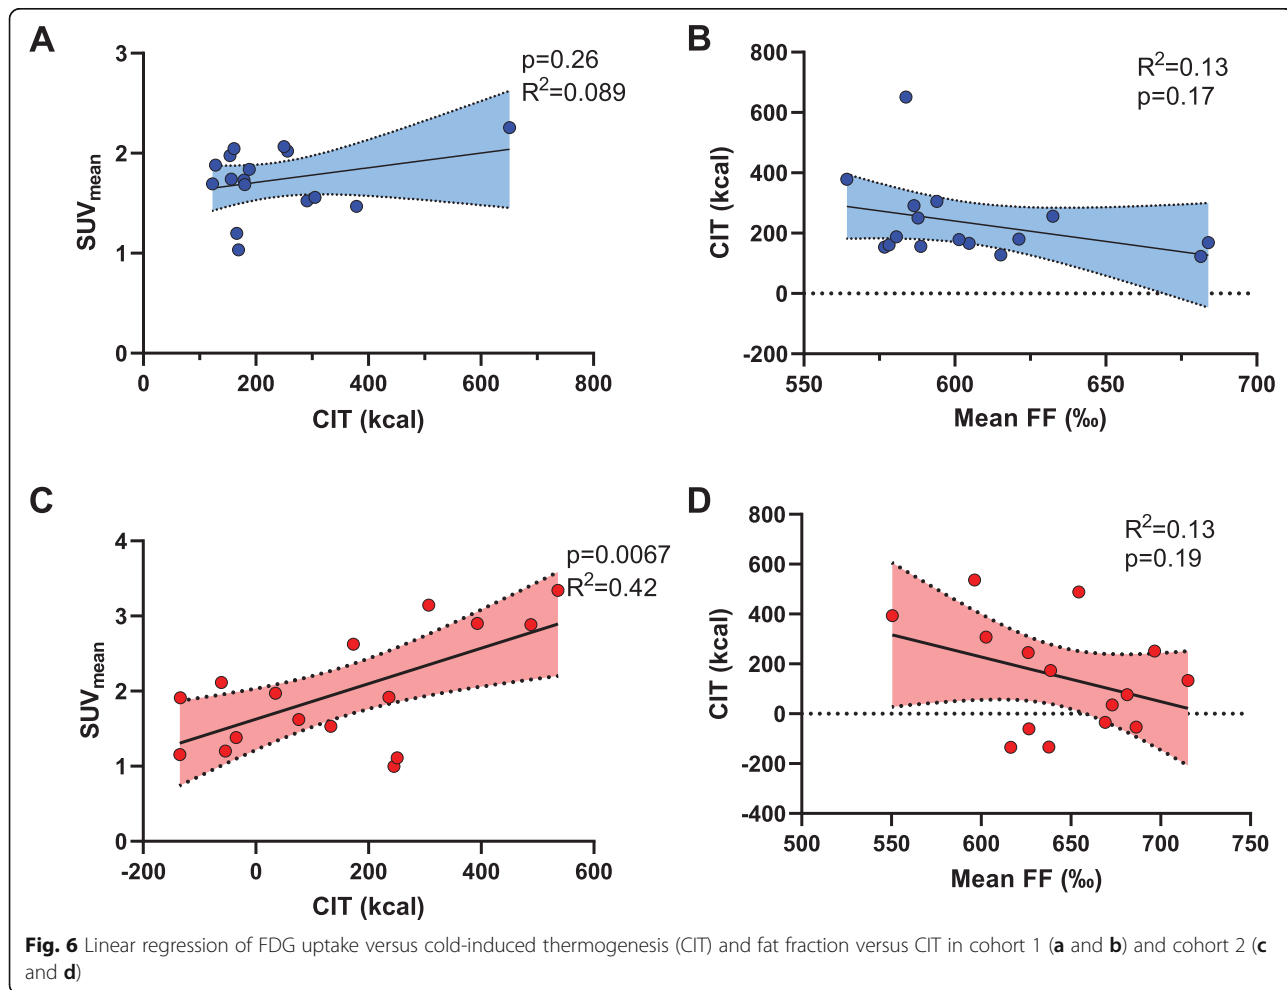 A
3
2
1
0
SUVmean
p=0.26
R2=0.089
0 200 400 600 800
CIT (kcal)
B
800
600
400
200
0
-200
CIT (kcal)
R2=0.13
p=0.17
550 600 650 700
Mean FF (‰)
C
4
3
2
1
0
SUVmean
p=0.0067
R2=0.42
-200 0 200 400 600
CIT (kcal)
D
800
600
400
200
0
-200
-400
CIT (kcal)
R2=0.13
p=0.19
500 550 600 650 700 750
Mean FF (‰)
Fig. 6 Linear regression of FDG uptake versus cold-induced thermogenesis (CIT) and fat fraction versus CIT in cohort 1 (a and b) and cohort 2 (c
and d)